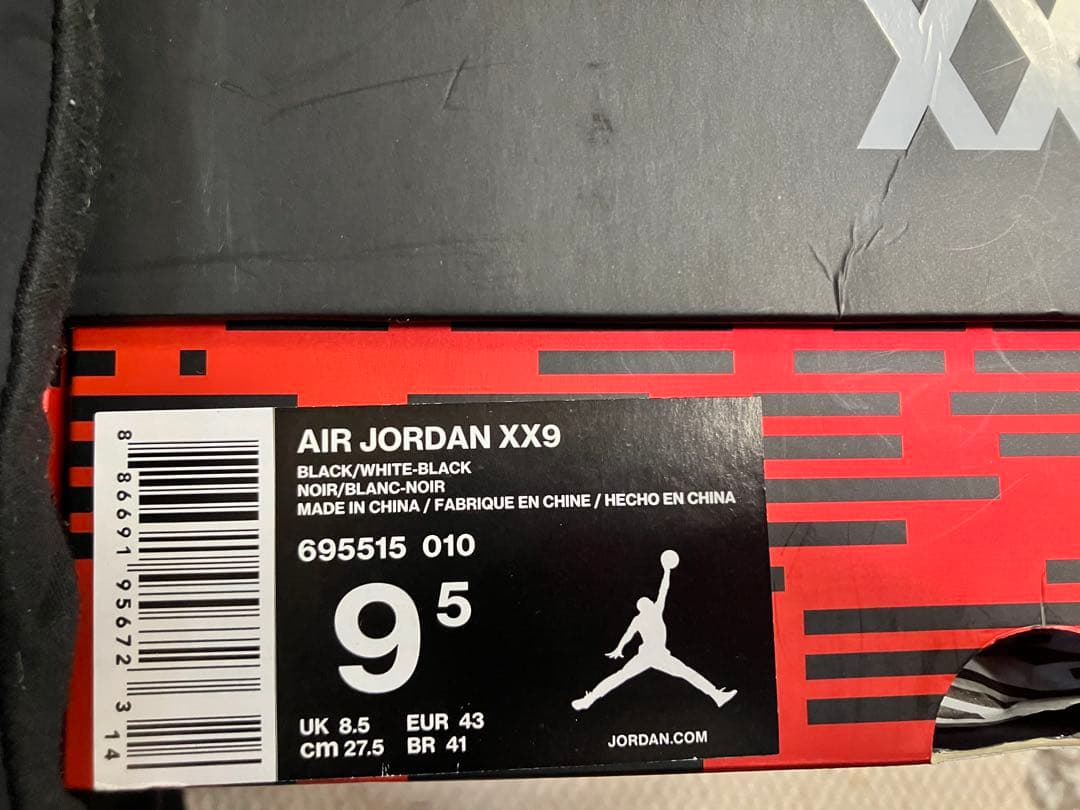 XX
AIR JORDAN XX9
BLACK/WHITE-BLACK
NOIR/BLANC-NOIR
MADE IN CHINA / FABRIQUE EN CHINE / HECHO EN CHINA
695515 010
9 5
UK 8.5 EUR 43
cm 27.5 BR 41
JORDAN.COM
8 86691 95672 3 14